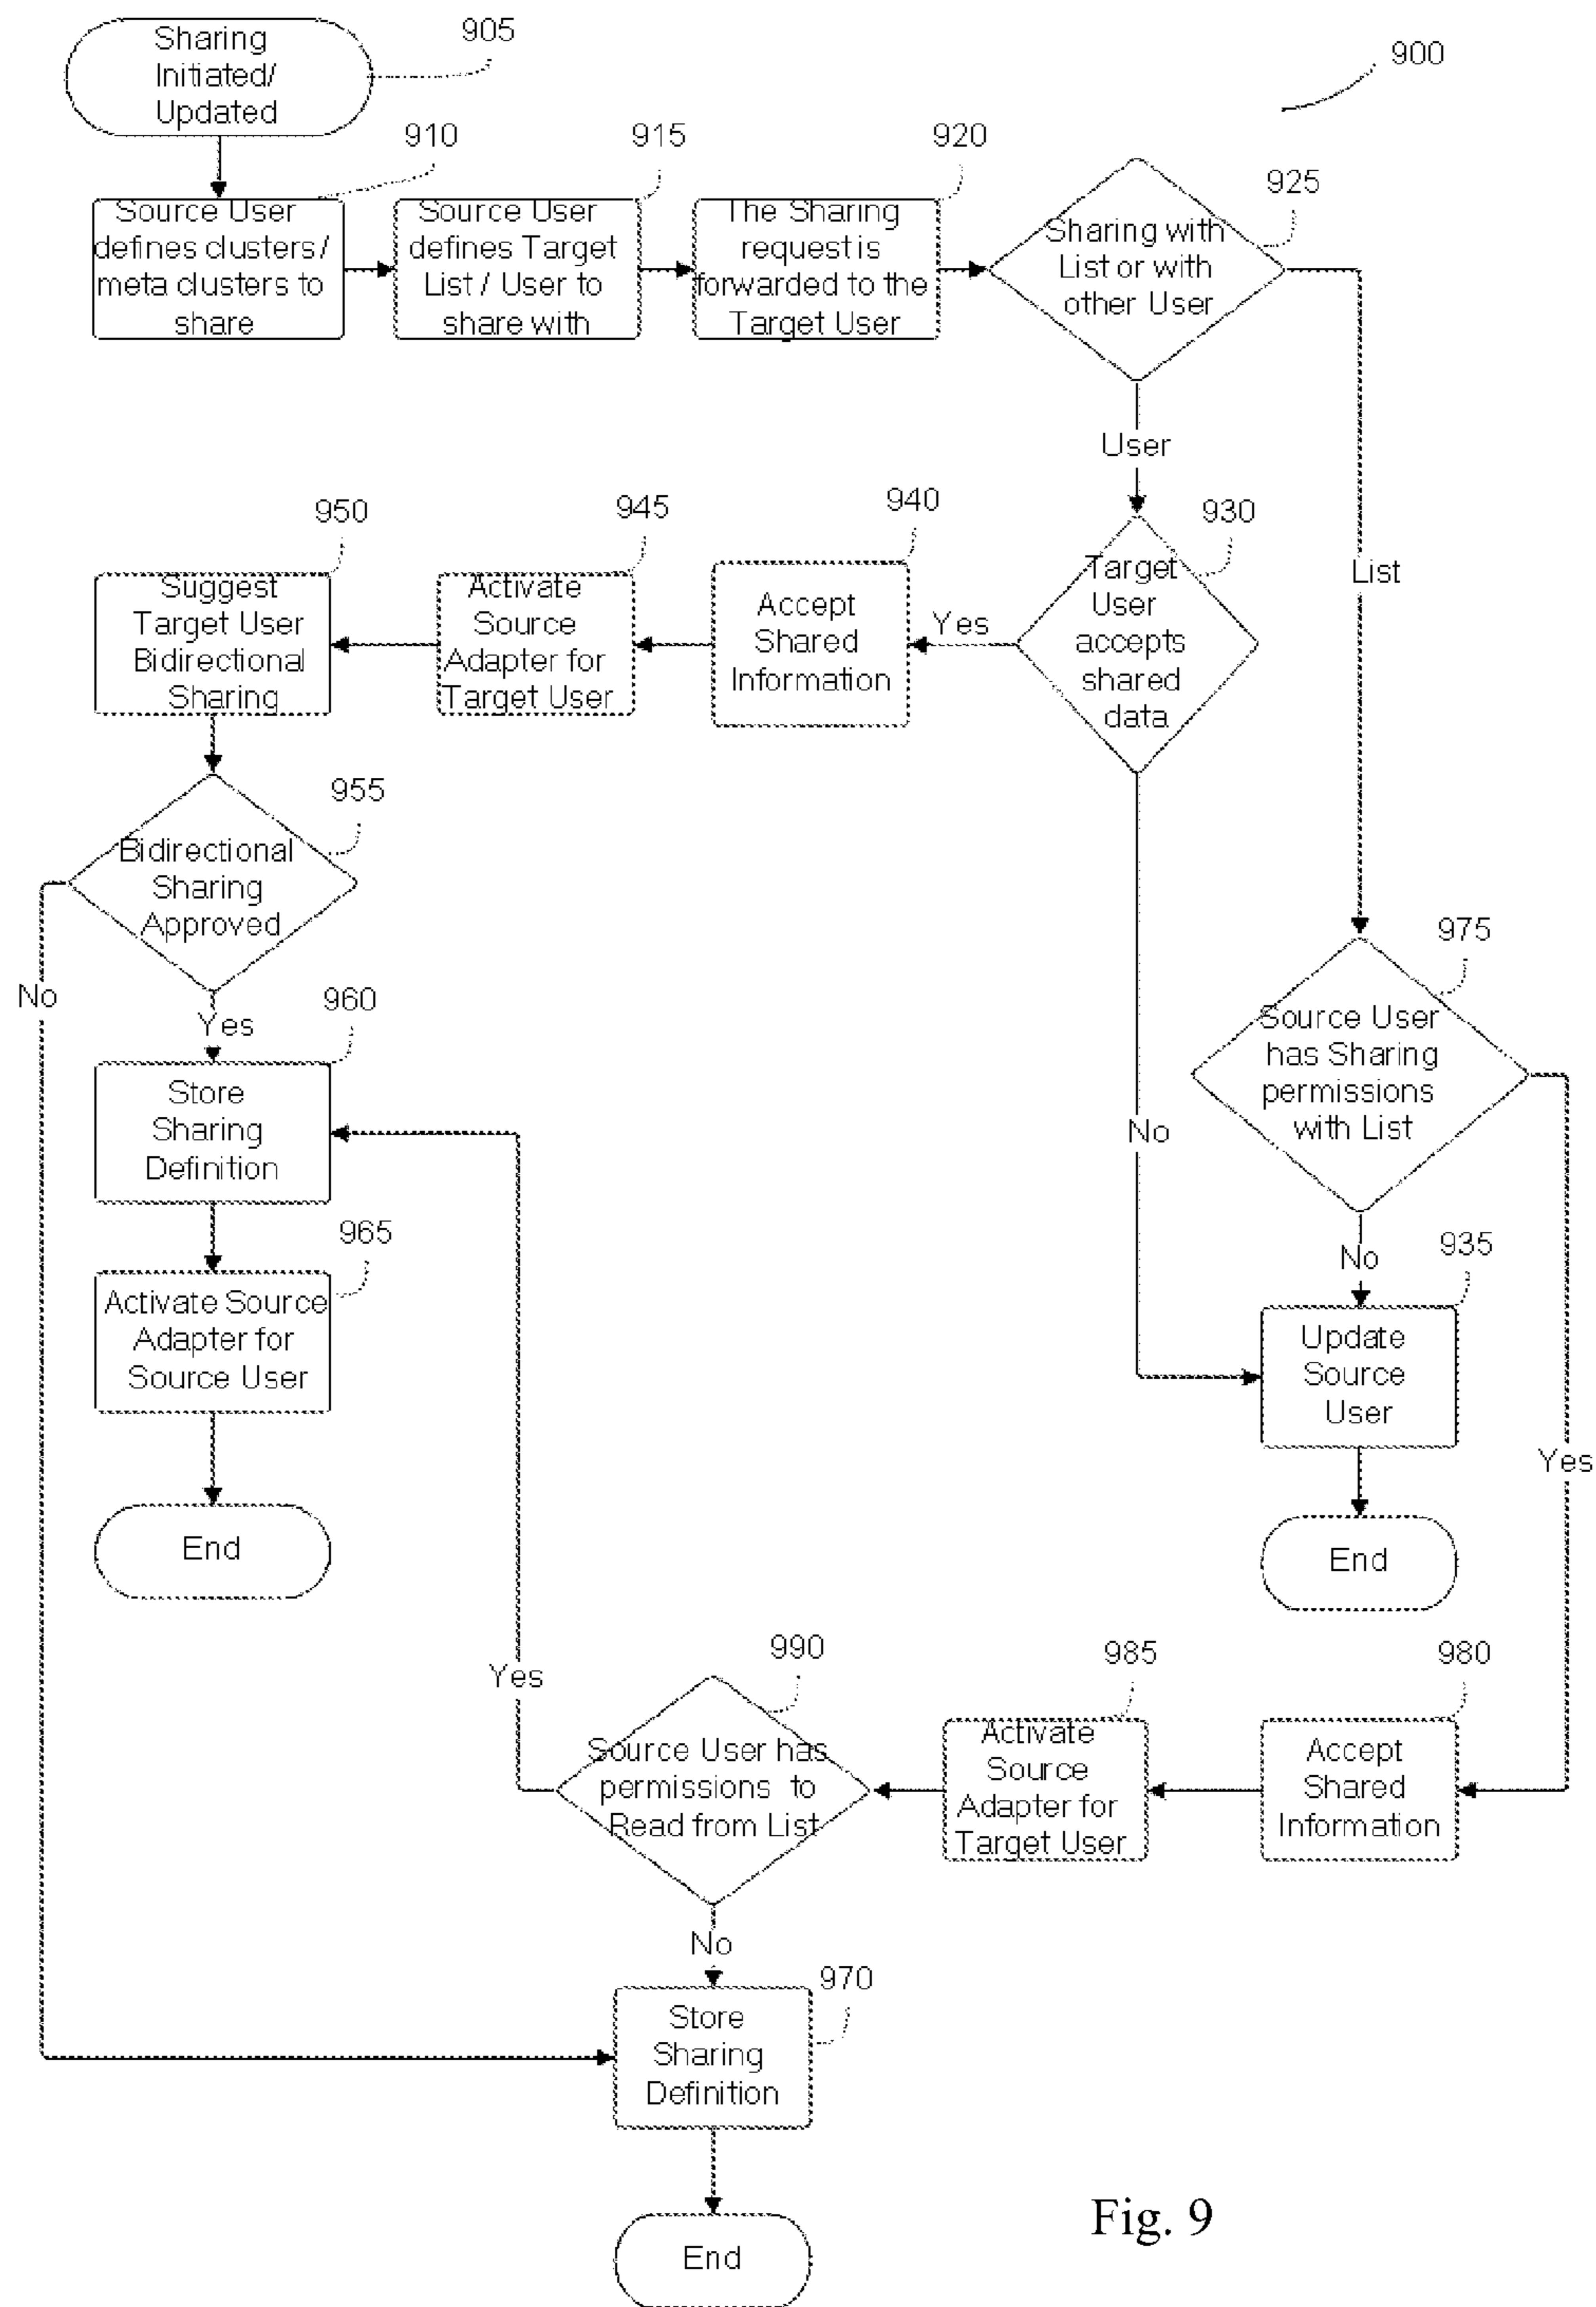 Sharing
Initiated/
Updated
905
900
910
915
920
925
Source User
defines clusters /
meta clusters to
share
Source User
defines Target
List / User to
share with
The Sharing
request is
forwarded to the
Target User
Sharing with
List or with
other User
User
List
950
945
940
930
Suggest
Target User
Bidirectional
Sharing
Activate
Source
Adapter for
Target User
Accept
Shared
Information
Yes
Target
User
accepts
shared
data
955
Bidirectional
Sharing
Approved
No
Yes
960
975
Source User
has Sharing
permissions
with List
Store
Sharing
Definition
No
965
No
935
Activate Source
Adapter for
Source User
Update
Source
User
Yes
End
End
990
985
980
Yes
Source User has
permissions to
Read from List
Activate
Source
Adapter for
Target User
Accept
Shared
Information
No
970
Store
Sharing
Definition
End
Fig. 9